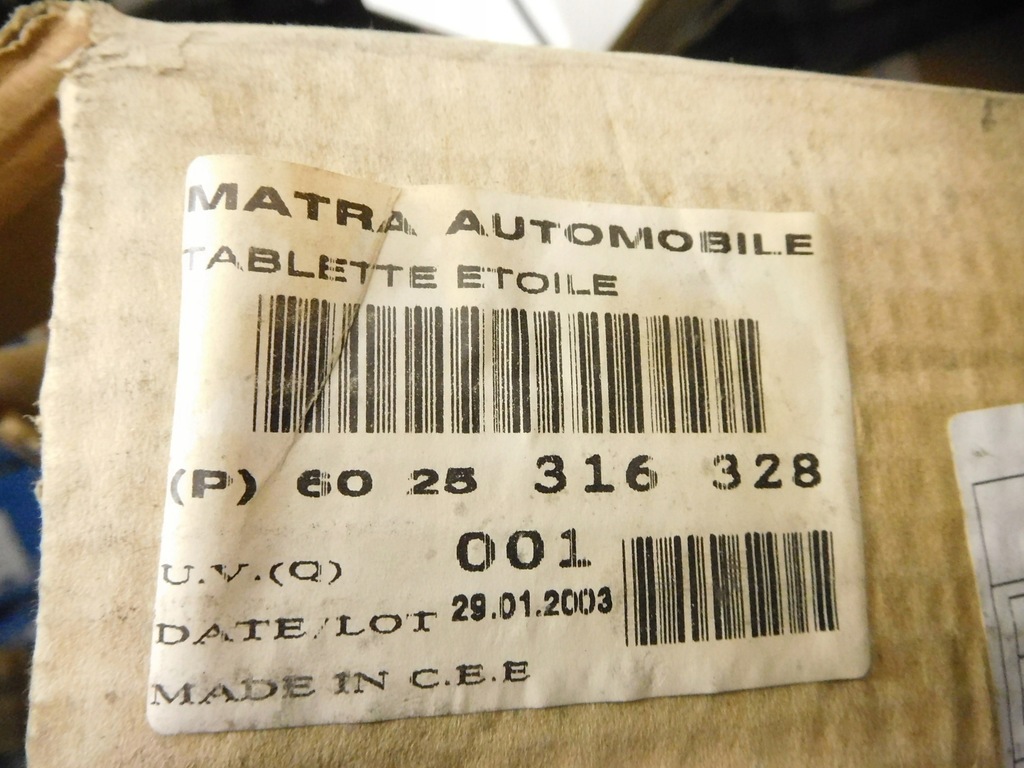 MATRA AUTOMOBILE
TABLETTE ETOILE
(P) 60 25 316 328
U.V.(Q) 001
DATE/LOT 29.01.2003
MADE IN C.E.E